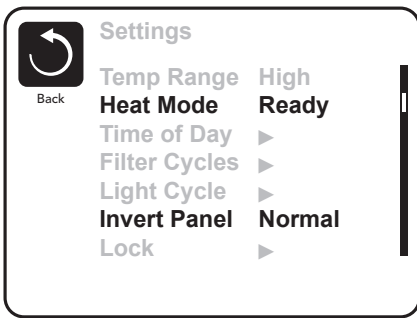 Settings
Back
Temp Range High
Heat Mode Ready
Time of Day ▶
Filter Cycles ▶
Light Cycle ▶
Invert Panel Normal
Lock ▶